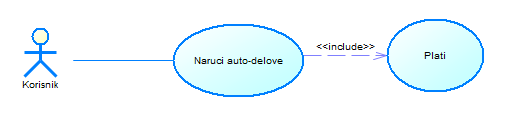 <<include>>
Naruci auto-delove
Plati
Korisnik